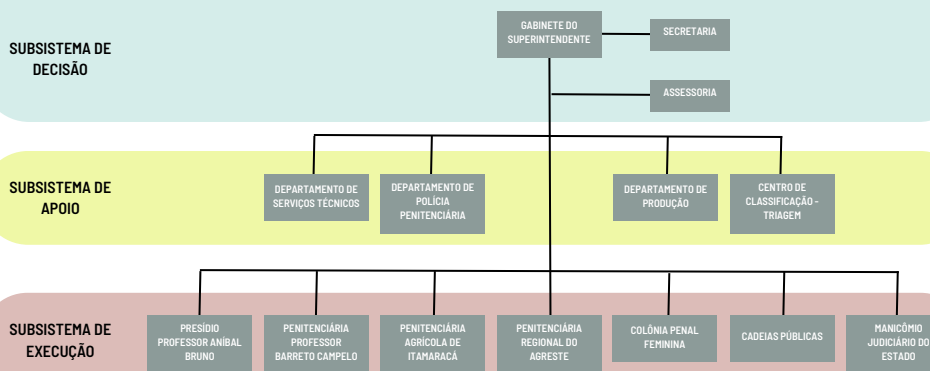 SUBSISTEMA DE
DECISÃO
GABINETE DO
SUPERINTENDENTE
SECRETARIA
ASSESSORIA
SUBSISTEMA DE
APOIO
DEPARTAMENTO DE
SERVIÇOS TÉCNICOS
DEPARTAMENTO DE
POLÍCIA
PENITENCIÁRIA
DEPARTAMENTO DE
PRODUÇÃO
CENTRO DE
CLASSIFICAÇÃO -
TRIAGEM
SUBSISTEMA DE
EXECUÇÃO
PRESÍDIO
PROFESSOR ANÍBAL
BRUNO
PENITENCIÁRIA
PROFESSOR
BARRETO CAMPELO
PENITENCIÁRIA
AGRÍCOLA DE
ITAMARACÁ
PENITENCIÁRIA
REGIONAL DO
AGRESTE
COLÔNIA PENAL
FEMININA
CADEIAS PÚBLICAS
MANICÔMIO
JUDICIÁRIO DO
ESTADO